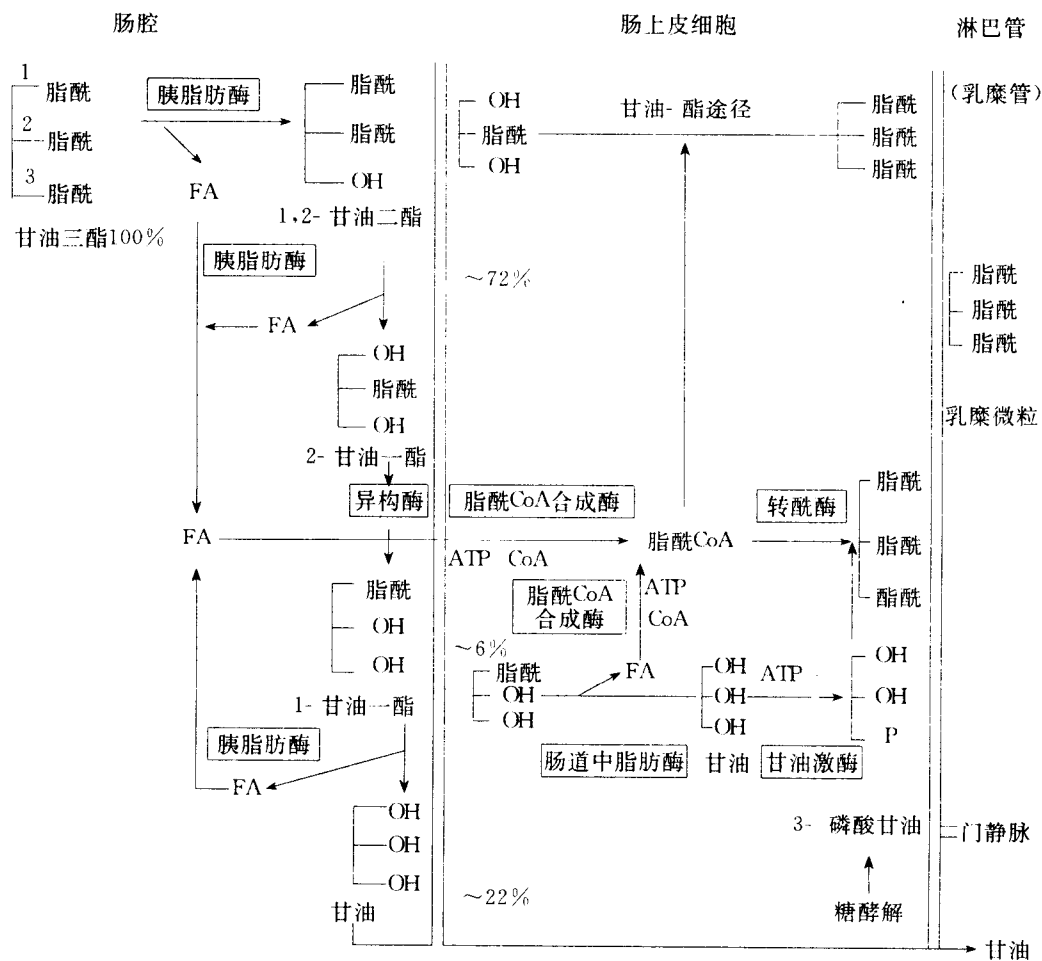 肠腔
肠上皮细胞
淋巴管
(乳糜管)
1
脂酰
2
脂酰
3
脂酰
甘油三酯100%
胰脂肪酶
FA
脂酰
脂酰
OH
1,2- 甘油二酯
胰脂肪酶
FA
OH
脂酰
OH
2- 甘油一酯
异构酶
FA
脂酰
OH
OH
1- 甘油一酯
胰脂肪酶
FA
OH
OH
OH
甘油
OH
脂酰
OH
甘油- 酯途径
脂酰
脂酰
脂酰
~72%
脂酰CoA合成酶
ATP CoA
脂酰CoA
转酰酶
脂酰
脂酰
酯酰
脂酰CoA
合成酶
ATP
CoA
~6%
脂酰
OH
OH
FA
OH
OH
OH
ATP
OH
OH
P
肠道中脂肪酶
甘油
甘油激酶
3- 磷酸甘油
糖酵解
~22%
脂酰
脂酰
脂酰
乳糜微粒
门静脉
甘油